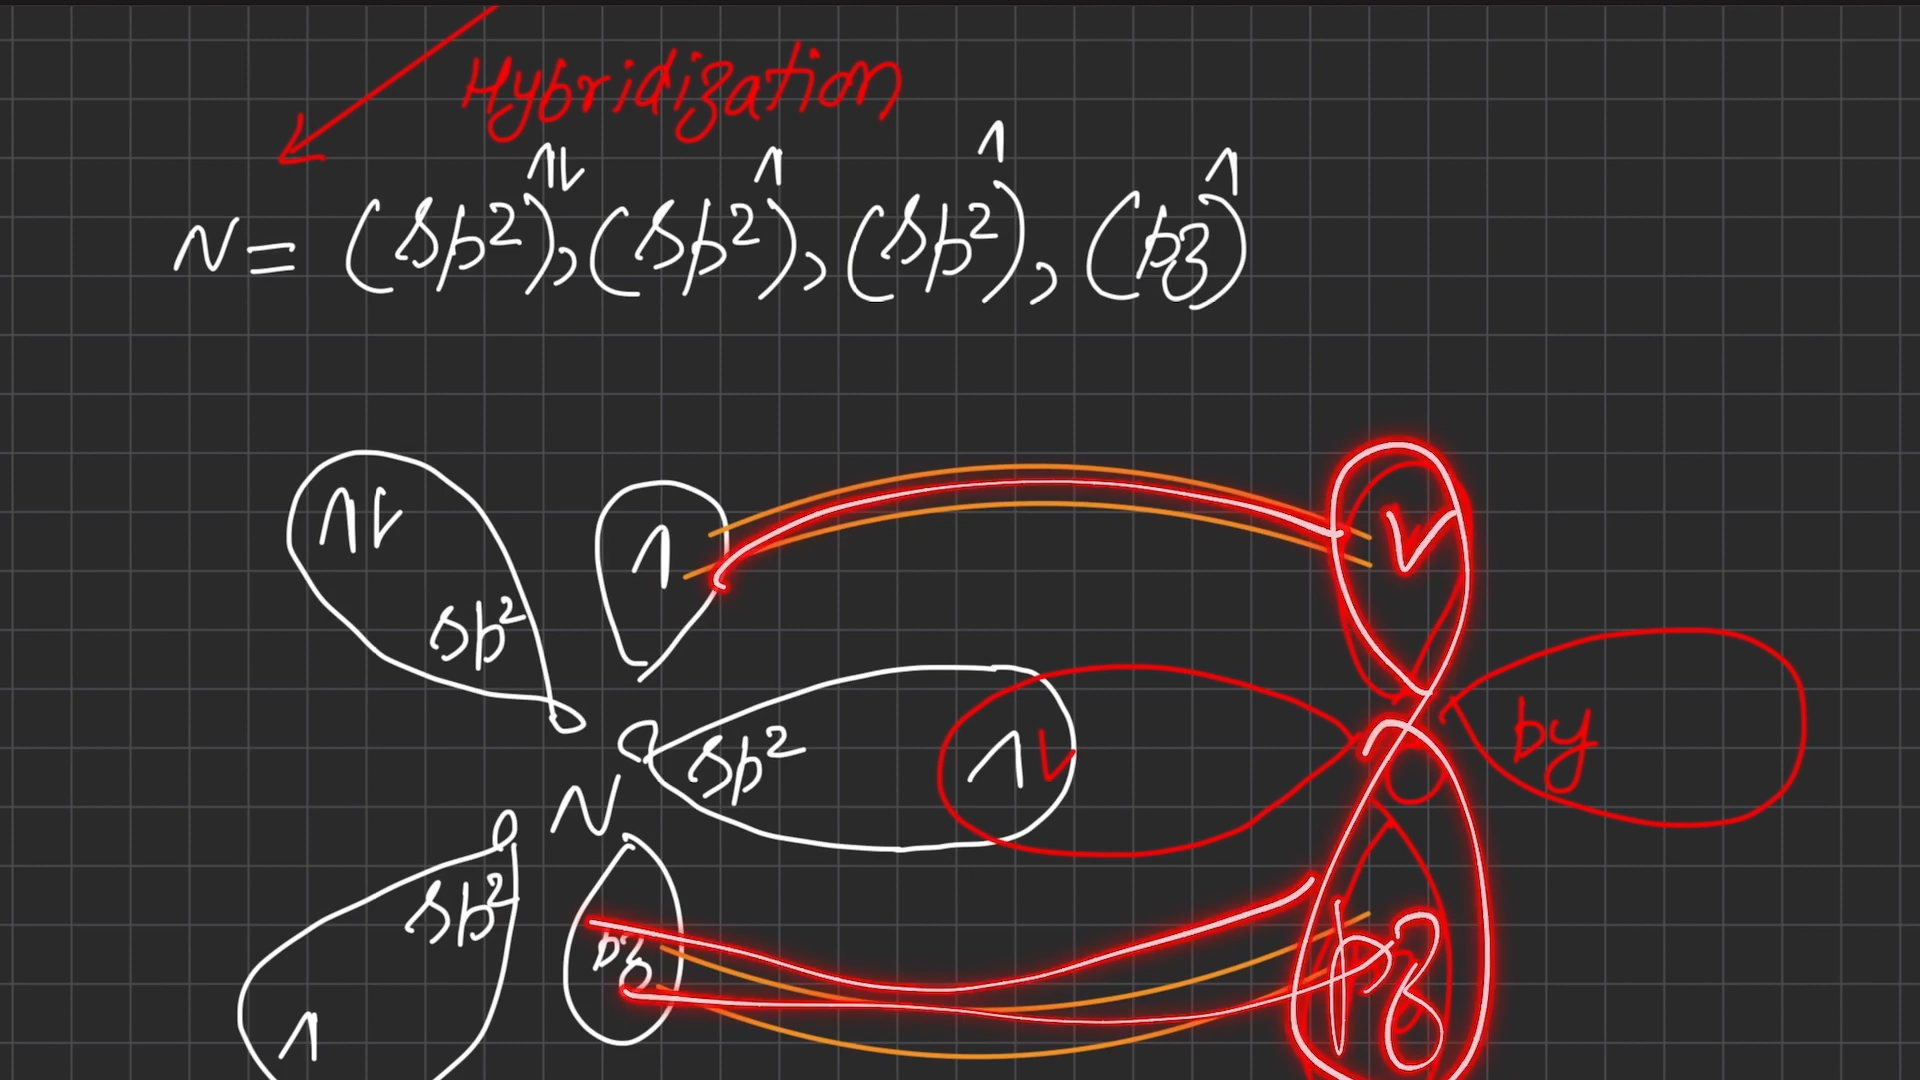 Hybridization
↑↓ ↑ ↑ ↑
N = (sp²), (sp²), (sp²), (pz)
↑↓ ↑ ↓
sp²
sp² ↑↓ py
N
sp²
pz pz
↑